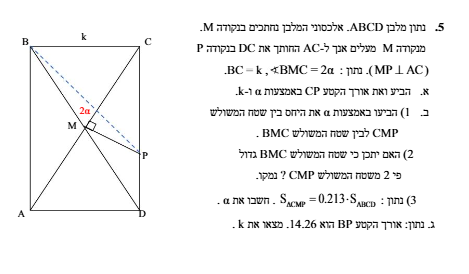 5. נתון מלבן ABCD. אלכסוני המלבן נחתכים בנקודה M.
מנקודה M מעלים אנך ל-AC החותך את DC בנקודה P
(MP ⊥ AC). נתון: BC = k , ∢BMC = 2α.
א. הביעו את אורך הקטע CP באמצעות α ו-k.
ב. 1) הביעו באמצעות α את היחס בין שטח המשולש
CMP לבין שטח המשולש BMC .
2) האם יתכן כי שטח המשולש BMC גדול
פי 2 משטח המשולש CMP ? נמקו.
3) נתון : S△CMP = 0.213·SABCD . חשבו את α .
ג. נתון: אורך הקטע BP הוא 14.26. מצאו את k .
B
k
C
2α
M
P
A
D